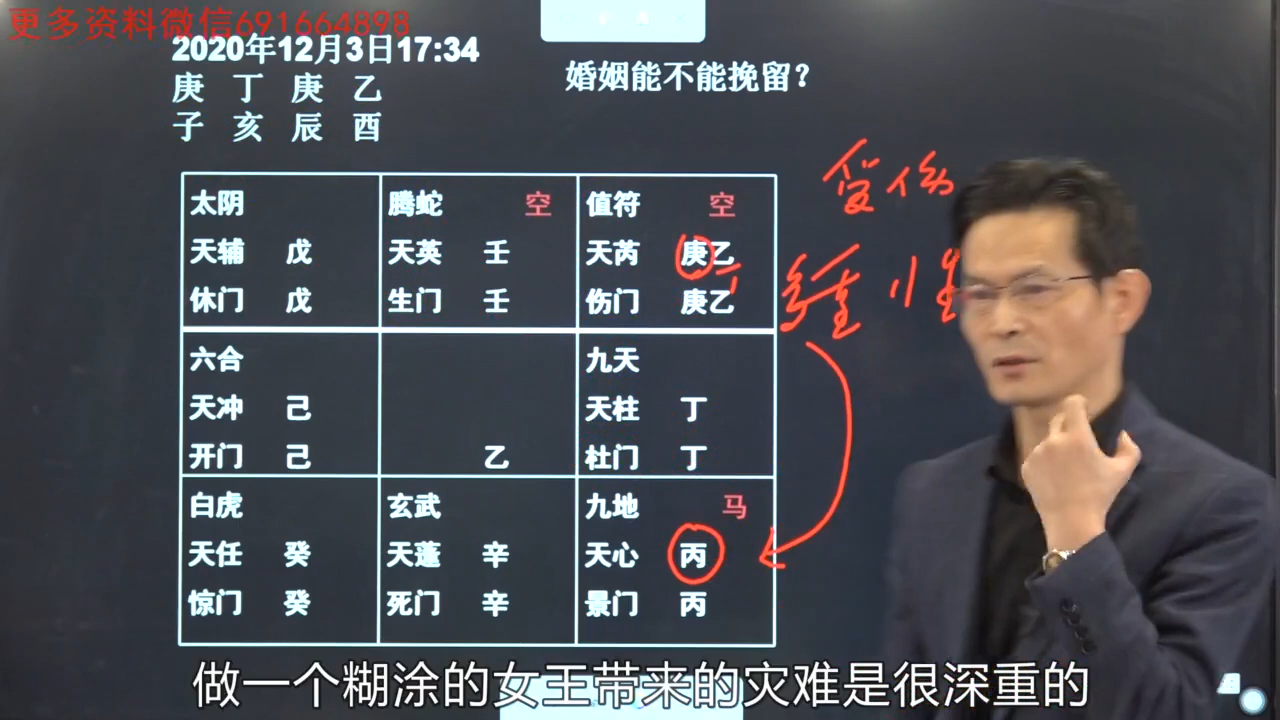 更多资料微信691664898
2020年12月3日17:34
婚姻能不能挽留？
庚 丁 庚 乙
子 亥 辰 酉
太阴 腾蛇 空 值符 空
天辅 戊 天英 壬 天芮 庚乙
休门 戊 生门 壬 伤门 庚乙
受伤
六合 九天
天冲 己 天柱 丁
开门 己 乙 杜门 丁
白虎 玄武 九地 马
天任 癸 天蓬 辛 天心 丙
惊门 癸 死门 辛 景门 丙
做一个糊涂的女王带来的灾难是很深重的